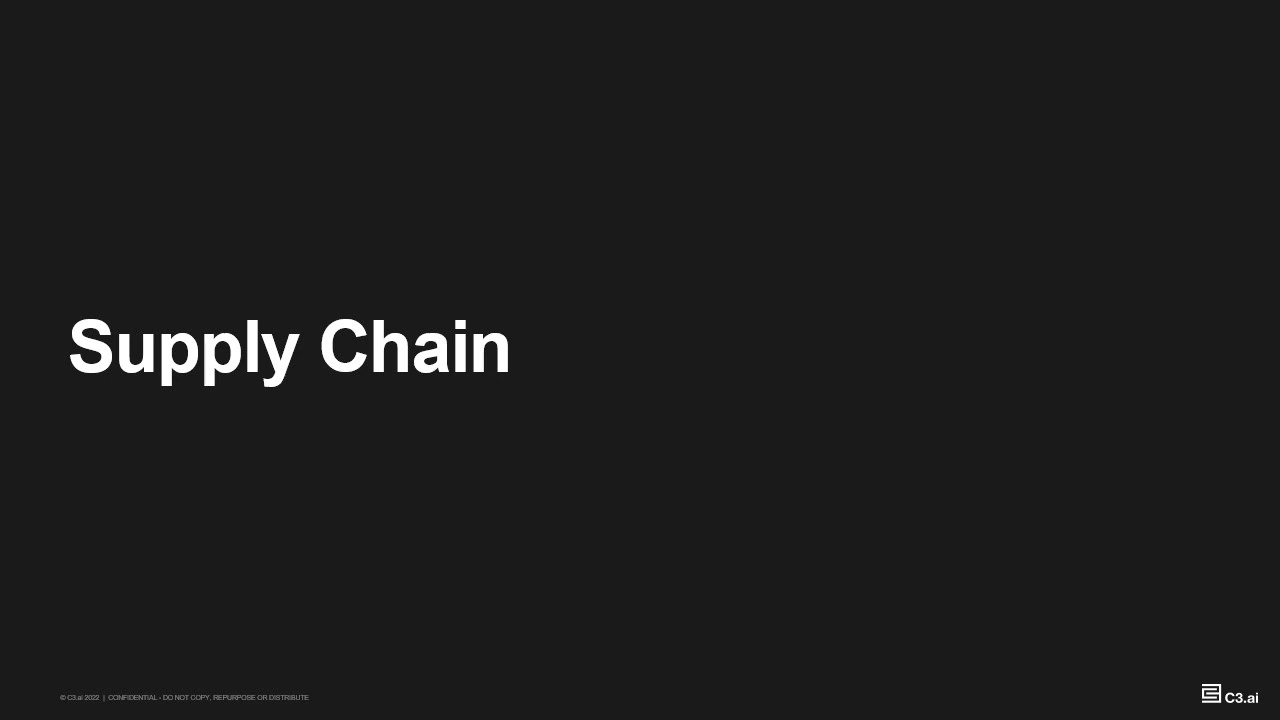 Supply Chain
© C3.ai 2022 | CONFIDENTIAL - DO NOT COPY, REPURPOSE OR DISTRIBUTE
C3.ai